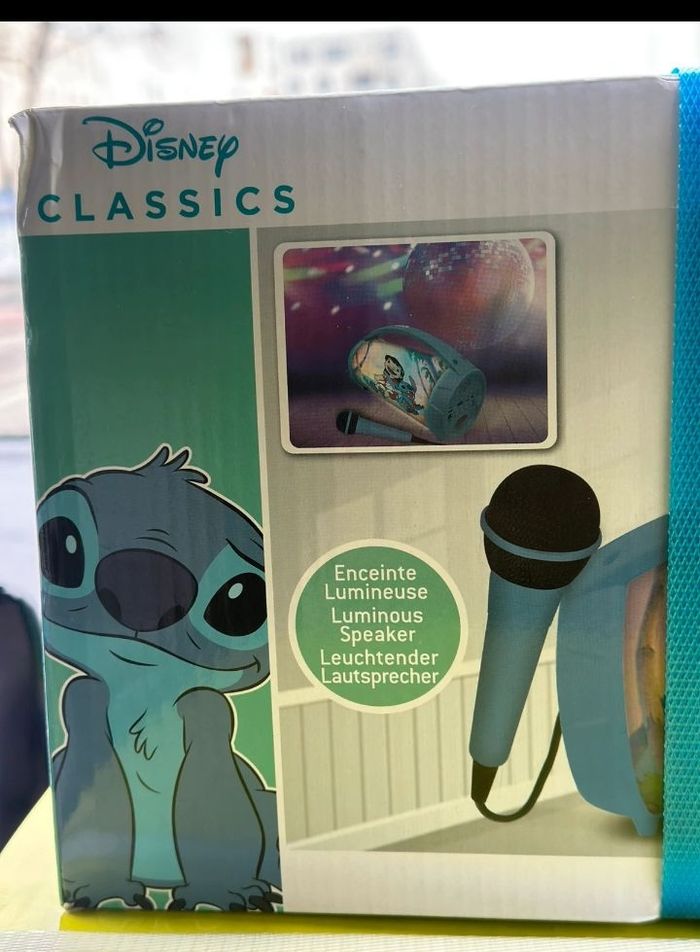 Disney
CLASSICS
Enceinte
Lumineuse
Luminous
Speaker
Leuchtender
Lautsprecher